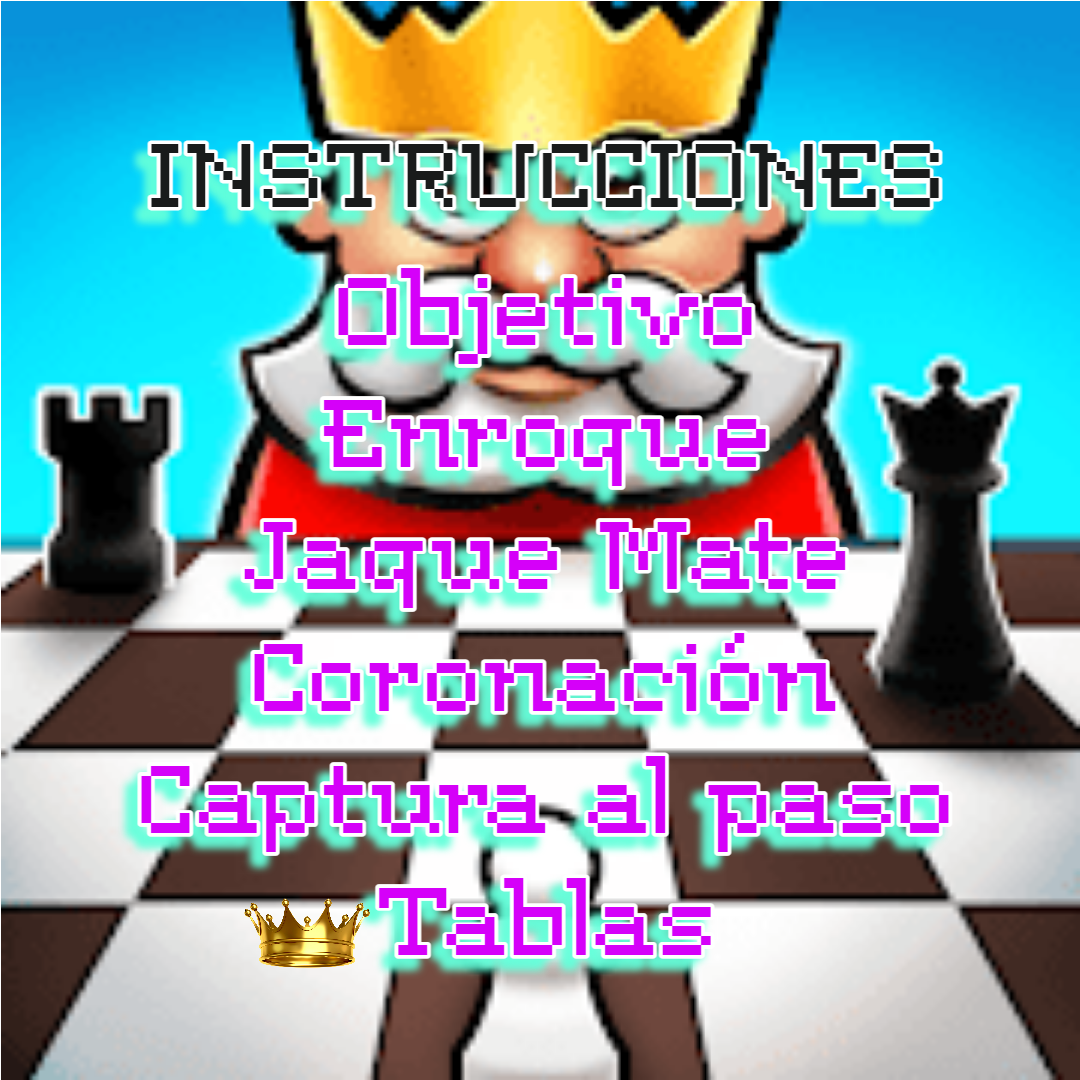 INSTRUCCIONES
Objetivo
Enroque
Jaque Mate
Coronación
Captura al paso
Tablas